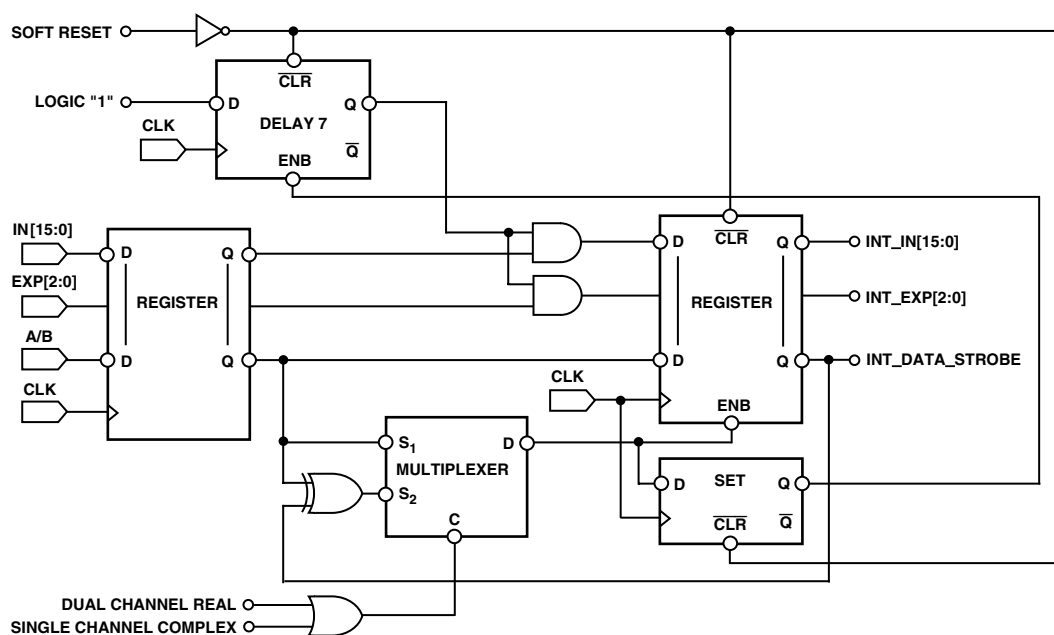 SOFT RESET
CLR
LOGIC "1"
D
Q
DELAY 7
CLK
Q
ENB
IN[15:0]
D
Q
EXP[2:0]
REGISTER
A/B
D
Q
CLK
CLR
D
Q
INT_IN[15:0]
REGISTER
INT_EXP[2:0]
D
Q
INT_DATA_STROBE
CLK
ENB
S1
D
MULTIPLEXER
S2
C
D
SET
Q
CLR
Q
DUAL CHANNEL REAL
SINGLE CHANNEL COMPLEX